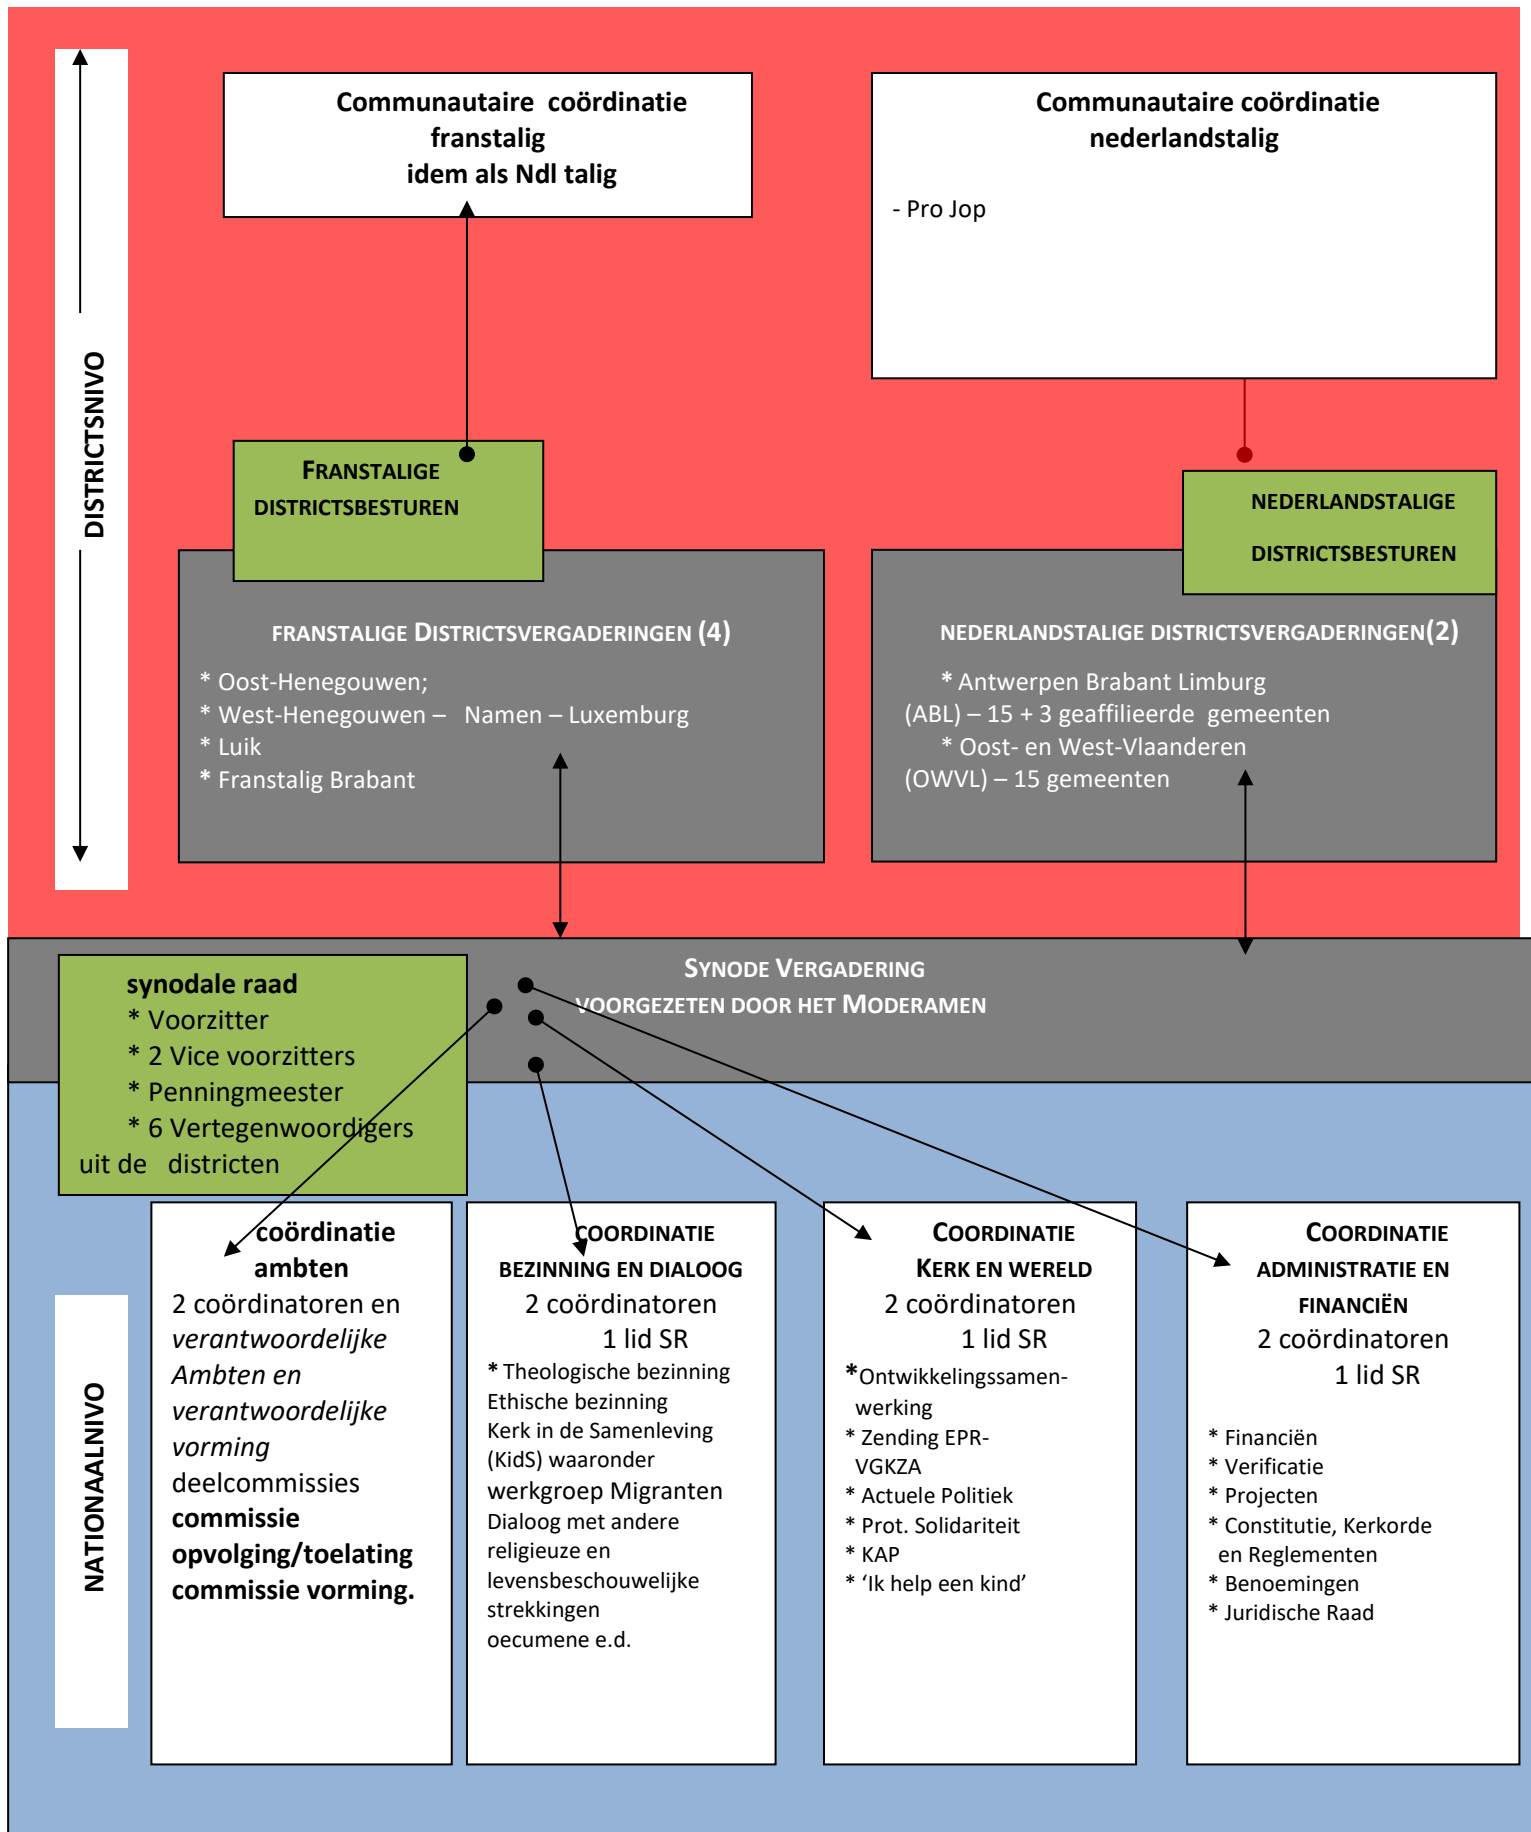 DISTRICTSNIVO
Communautaire coördinatie
franstalig
idem als Ndl talig
Communautaire coördinatie
nederlandstalig
- Pro Jop
FRANSTALIGE
DISTRICTSBESTUREN
NEDERLANDSTALIGE
DISTRICTSBESTUREN
FRANSTALIGE DISTRICTSVERGADERINGEN (4)
* Oost-Henegouwen;
* West-Henegouwen – Namen – Luxemburg
* Luik
* Franstalig Brabant
NEDERLANDSTALIGE DISTRICTSVERGADERINGEN(2)
* Antwerpen Brabant Limburg
(ABL) – 15 + 3 geaffilieerde gemeenten
* Oost- en West-Vlaanderen
(OWVL) – 15 gemeenten
SYNODE VERGADERING
VOORGEZETEN DOOR HET MODERAMEN
synodale raad
* Voorzitter
* 2 Vice voorzitters
* Penningmeester
* 6 Vertegenwoordigers
uit de districten
NATIONAALNIVO
coördinatie
ambten
2 coördinatoren en
verantwoordelijke
Ambten en
verantwoordelijke
vorming
deelcommissies
commissie
opvolging/toelating
commissie vorming.
COORDINATIE
BEZINNING EN DIALOOG
2 coördinatoren
1 lid SR
* Theologische bezinning
Ethische bezinning
Kerk in de Samenleving
(KidS) waaronder
werkgroep Migranten
Dialoog met andere
religieuze en
levensbeschouwelijke
strekkingen
oecumene e.d.
COORDINATIE
KERK EN WERELD
2 coördinatoren
1 lid SR
*Ontwikkelingssamen-
werking
* Zending EPR-
VGKZA
* Actuele Politiek
* Prot. Solidariteit
* KAP
* ‘Ik help een kind’
COORDINATIE
ADMINISTRATIE EN
FINANCIËN
2 coördinatoren
1 lid SR
* Financiën
* Verificatie
* Projecten
* Constitutie, Kerkorde
en Reglementen
* Benoemingen
* Juridische Raad